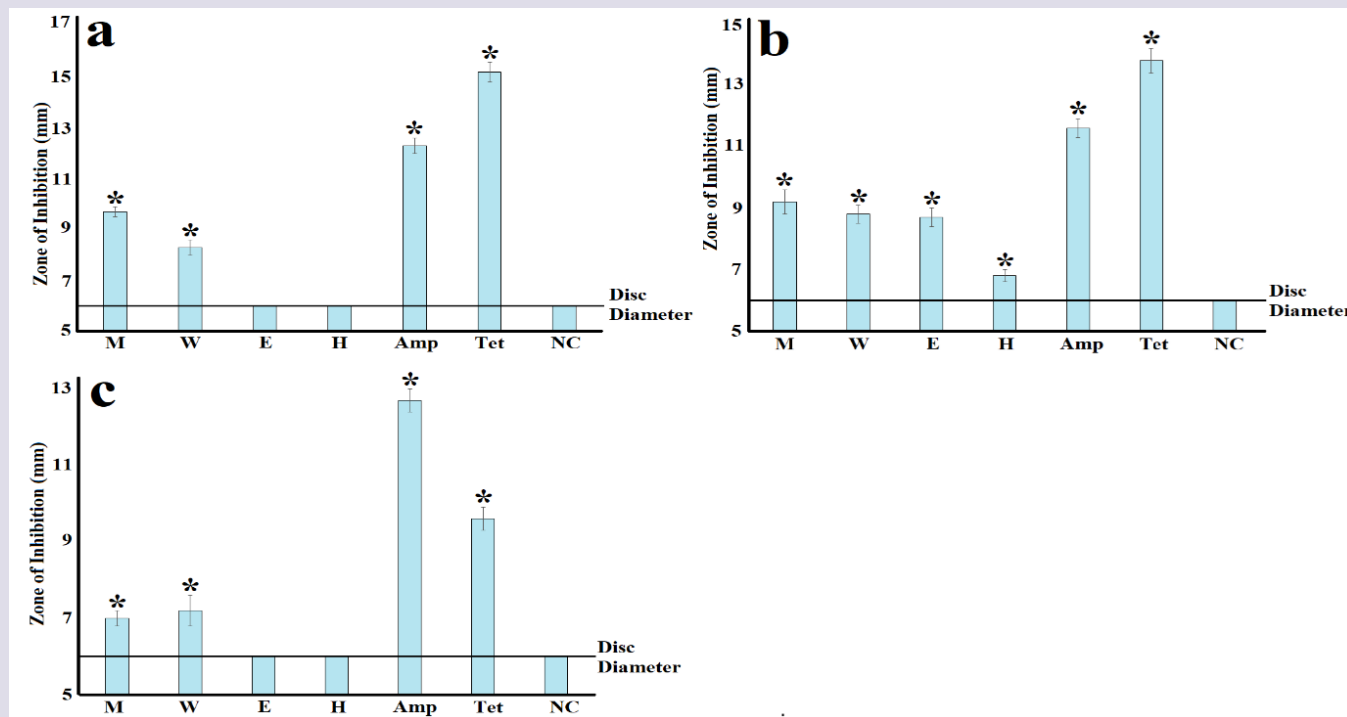 a
Zone of Inhibition (mm)
17
15
13
11
9
7
5
* * * *
Disc
Diameter
M W E H Amp Tet NC
b
Zone of Inhibition (mm)
15
13
11
9
7
5
* * * * * *
Disc
Diameter
M W E H Amp Tet NC
c
Zone of Inhibition (mm)
13
11
9
7
5
* * * *
Disc
Diameter
M W E H Amp Tet NC